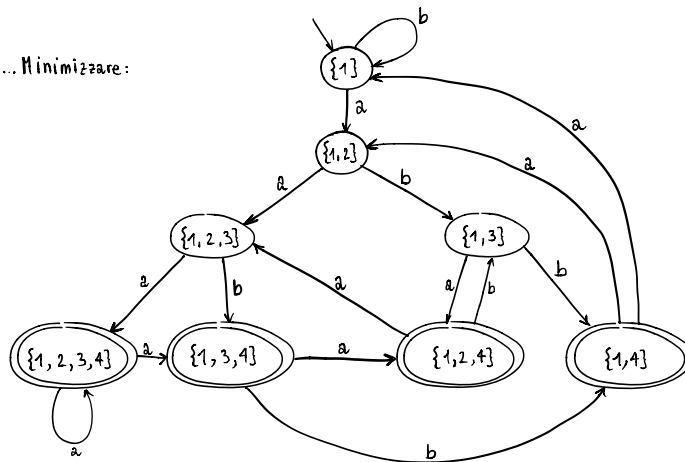 b
... Minimizzare:
{1}
a
a
{1,2}
a
a
b
{1,2,3}
{1,3}
a
b
a
a
b
b
{1,2,3,4}
a
{1,3,4}
a
{1,2,4}
{1,4}
a
b